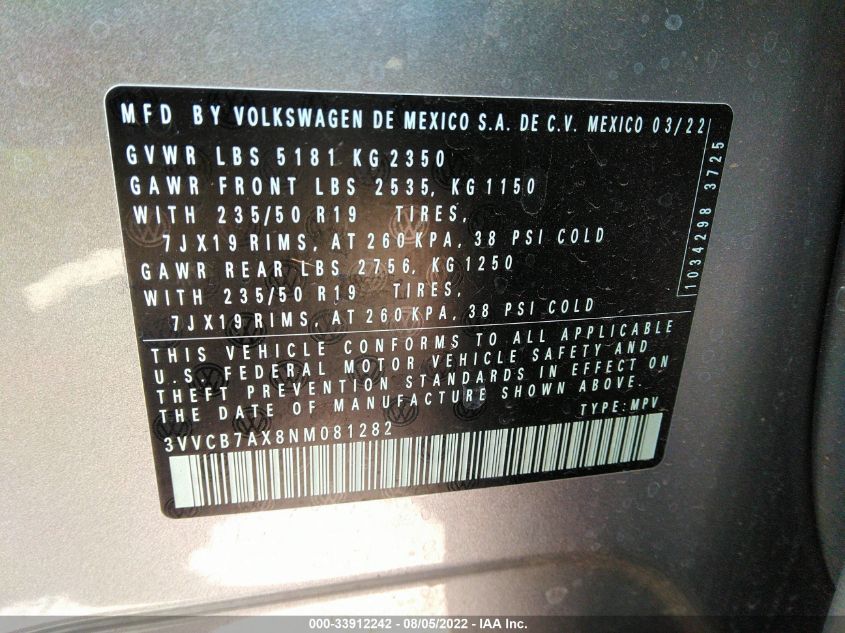 MFD BY VOLKSWAGEN DE MEXICO S.A. DE C.V. MEXICO 03/22
GVWR LBS 5181 KG 2350
GAWR FRONT LBS 2535, KG 1150
WITH 235/50 R19 TIRES,
7JX19 RIMS, AT 260 KPA, 38 PSI COLD
GAWR REAR LBS 2756, KG 1250
WITH 235/50 R19 TIRES,
7JX19 RIMS, AT 260 KPA, 38 PSI COLD
1034298 3725
THIS VEHICLE CONFORMS TO ALL APPLICABLE
U.S. FEDERAL MOTOR VEHICLE SAFETY AND
THEFT PREVENTION STANDARDS IN EFFECT ON
THE DATE OF MANUFACTURE SHOWN ABOVE.
3VVCB7AX8NM081282 TYPE: MPV
000-33912242 - 08/05/2022 - IAA Inc.